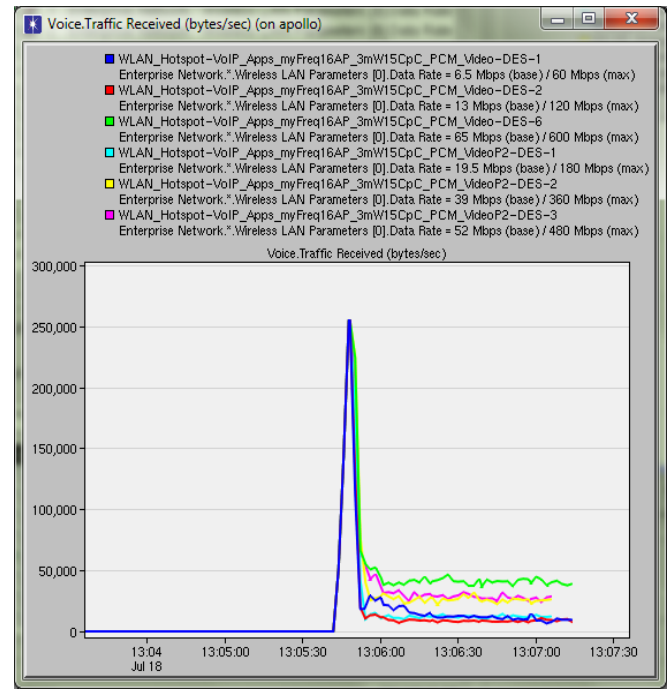 Voice.Traffic Received (bytes/sec) (on apollo)
WLAN_Hotspot-VoIP_Apps_myFreq16AP_3mW15CpC_PCM_Video-DES-1
Enterprise Network.*.Wireless LAN Parameters [0].Data Rate = 6.5 Mbps (base) / 60 Mbps (max)
WLAN_Hotspot-VoIP_Apps_myFreq16AP_3mW15CpC_PCM_Video-DES-2
Enterprise Network.*.Wireless LAN Parameters [0].Data Rate = 13 Mbps (base) / 120 Mbps (max)
WLAN_Hotspot-VoIP_Apps_myFreq16AP_3mW15CpC_PCM_Video-DES-6
Enterprise Network.*.Wireless LAN Parameters [0].Data Rate = 65 Mbps (base) / 600 Mbps (max)
WLAN_Hotspot-VoIP_Apps_myFreq16AP_3mW15CpC_PCM_VideoP2-DES-1
Enterprise Network.*.Wireless LAN Parameters [0].Data Rate = 19.5 Mbps (base) / 180 Mbps (max)
WLAN_Hotspot-VoIP_Apps_myFreq16AP_3mW15CpC_PCM_VideoP2-DES-2
Enterprise Network.*.Wireless LAN Parameters [0].Data Rate = 39 Mbps (base) / 360 Mbps (max)
WLAN_Hotspot-VoIP_Apps_myFreq16AP_3mW15CpC_PCM_VideoP2-DES-3
Enterprise Network.*.Wireless LAN Parameters [0].Data Rate = 52 Mbps (base) / 480 Mbps (max)
Voice.Traffic Received (bytes/sec)
300,000
250,000
200,000
150,000
100,000
50,000
0
13:04 13:05:00 13:05:30 13:06:00 13:06:30 13:07:00 13:07:30
Jul 18